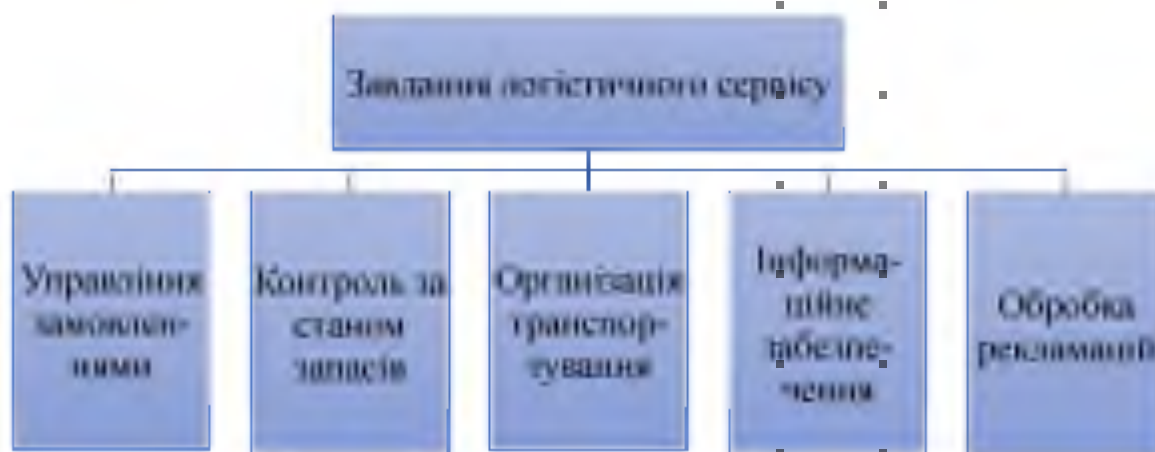 Завдання логістичного сервісу
Управління
замовлен-
нями
Контроль за
станом
запасів
Організація
транспор-
тування
Інформа-
ційне
забезпе-
чення
Обробка
рекламацій